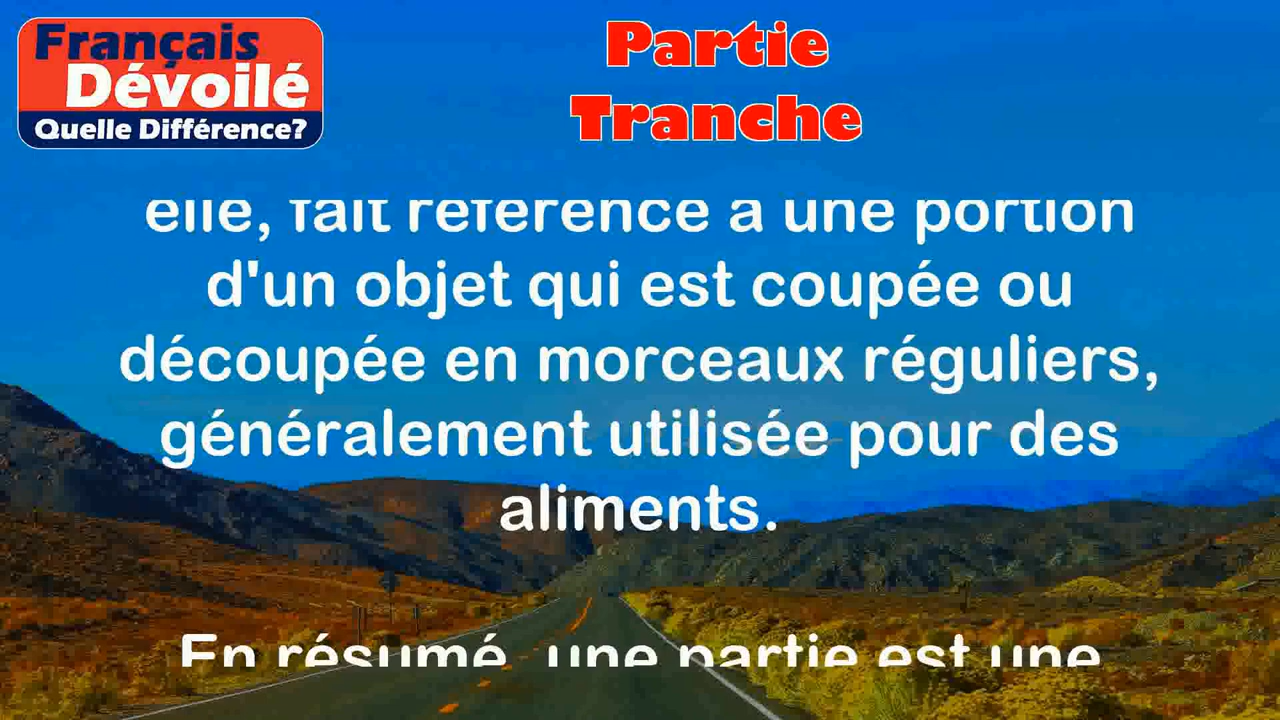 Français
Dévoilé
Quelle Différence?
Partie
Tranche
elle, fait référence à une portion
d'un objet qui est coupée ou
découpée en morceaux réguliers,
généralement utilisée pour des
aliments.
En résumé, une partie est une